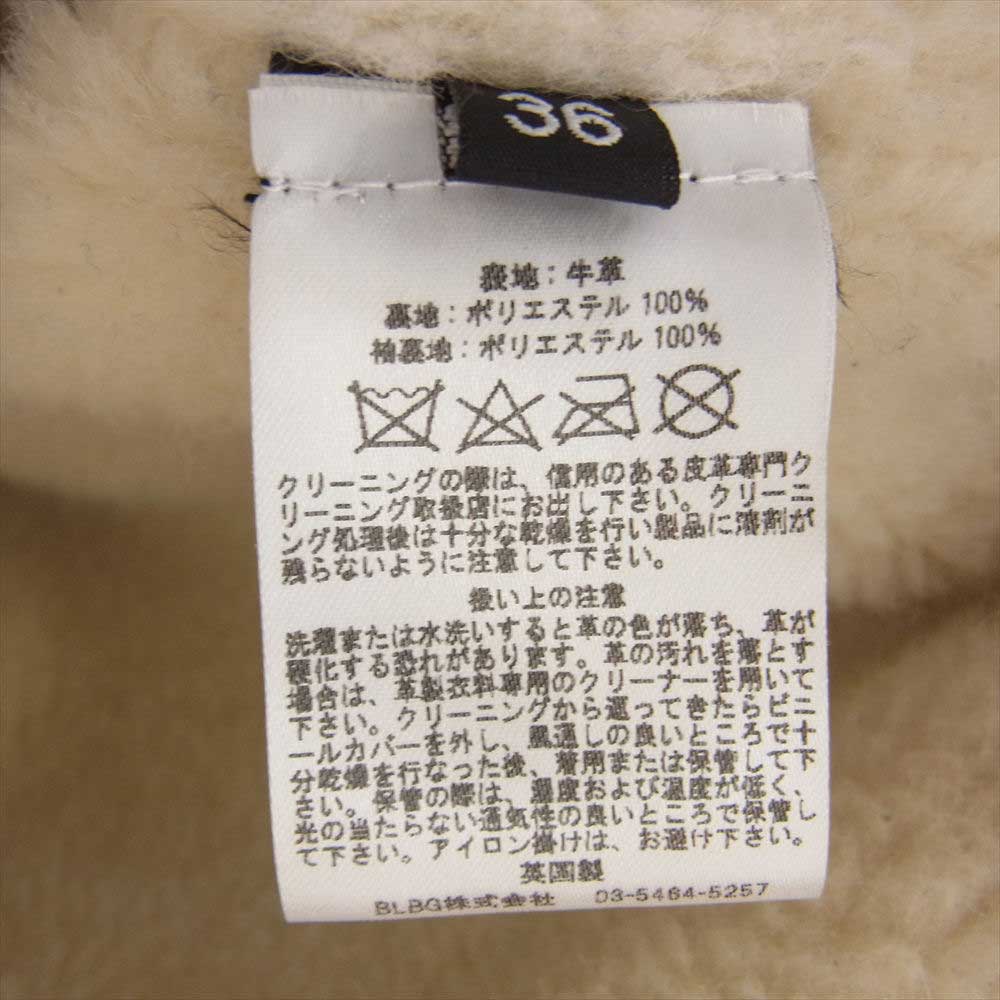 36
表地：牛革
裏地：ポリエステル 100%
袖裏地：ポリエステル 100%
クリーニングの際は、信用のある皮革専門ク
リーニング取扱店にお出し下さい。クリーニ
ング処理後は十分な乾燥を行い製品に溶剤が
残らないように注意して下さい。
扱い上の注意
洗濯または水洗いすると革の色が落ち、革が
硬化する恐れがあります。革の汚れを落とす
場合は、革製衣料専用のクリーナーを用いて
下さい。クリーニングから返ってきたらビニ
ールカバーを外し、風通しの良いところで十
分乾燥を行なった後、着用または保管して下
さい。保管の際は、湿度および温度が低く、
光の当たらない通気性の良いところで保管し
て下さい。アイロン掛けは、お避け下さい。
英国製
BLBG株式会社 03-5464-5257